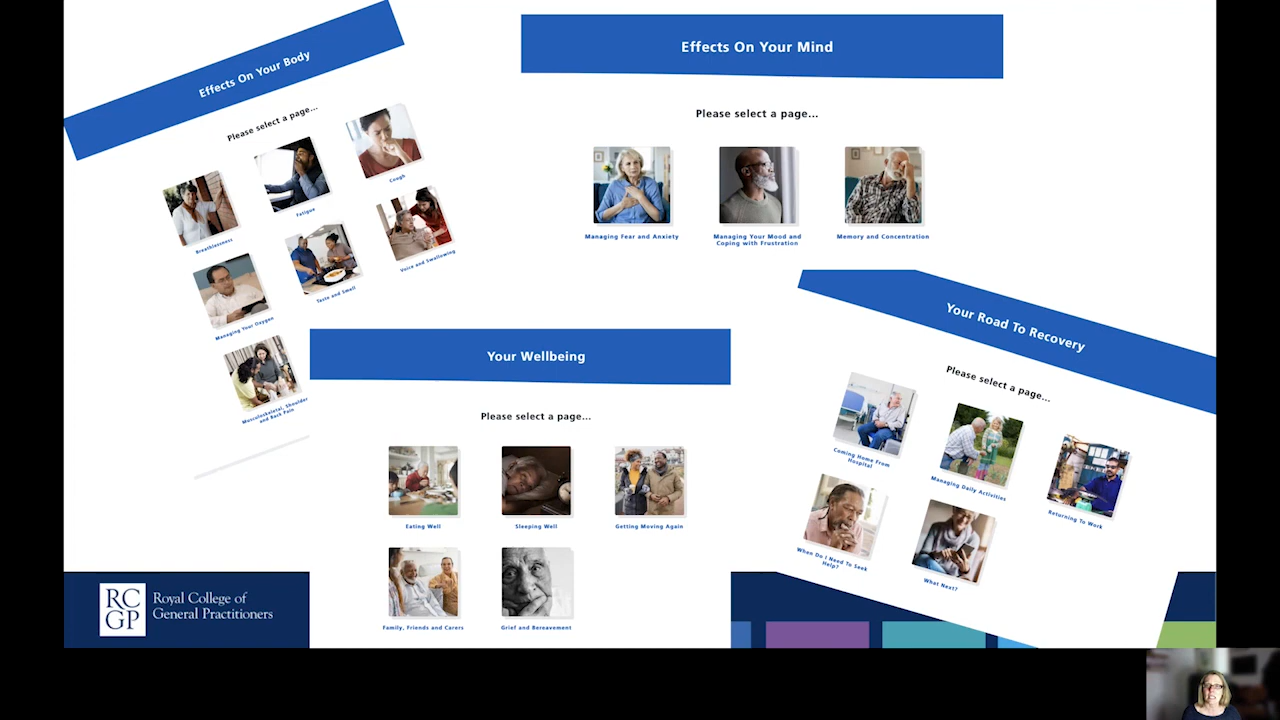 Effects On Your Body
Please select a page...
Breathlessness
Fatigue
Cough
Managing Your Oxygen
Taste and Smell
Voice and Swallowing
Musculoskeletal, Shoulder
and Back Pain
Effects On Your Mind
Please select a page...
Managing Fear and Anxiety
Managing Your Mood and
Coping with Frustration
Memory and Concentration
Your Wellbeing
Please select a page...
Eating Well
Sleeping Well
Getting Moving Again
Family, Friends and Carers
Grief and Bereavement
Your Road To Recovery
Please select a page...
Coming Home From
Hospital
Managing Daily Activities
Returning To Work
When Do I Need To Seek
Help?
What Next?
RC
GP
Royal College of
General Practitioners